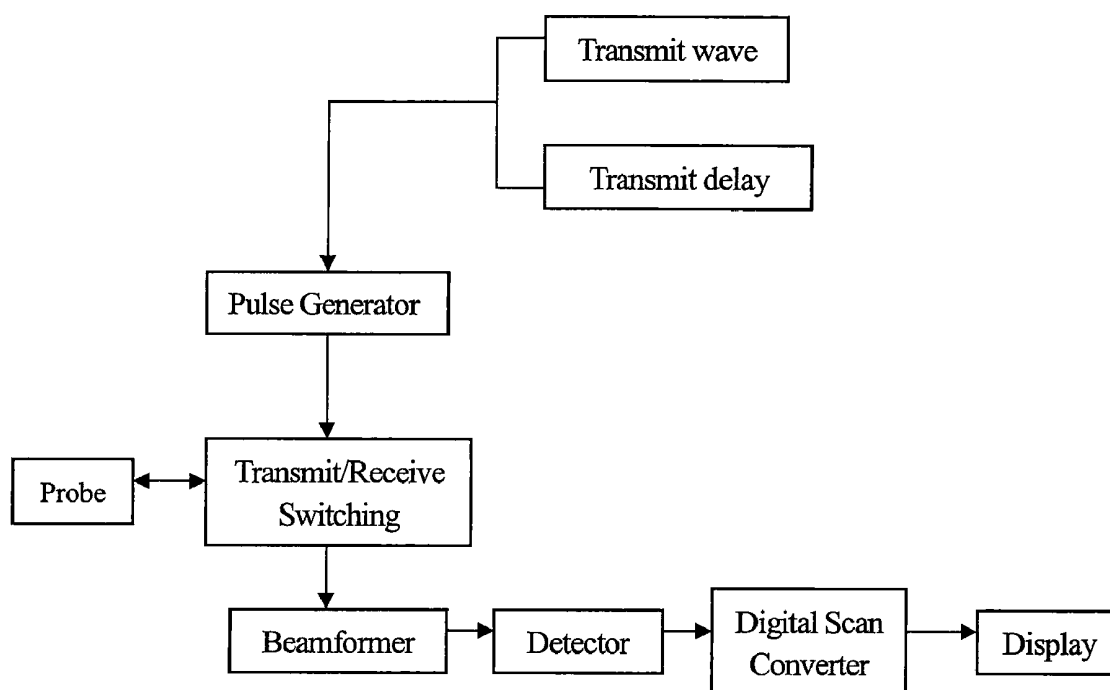 Transmit wave
Transmit delay
Pulse Generator
Probe
Transmit/Receive
Switching
Beamformer
Detector
Digital Scan
Converter
Display